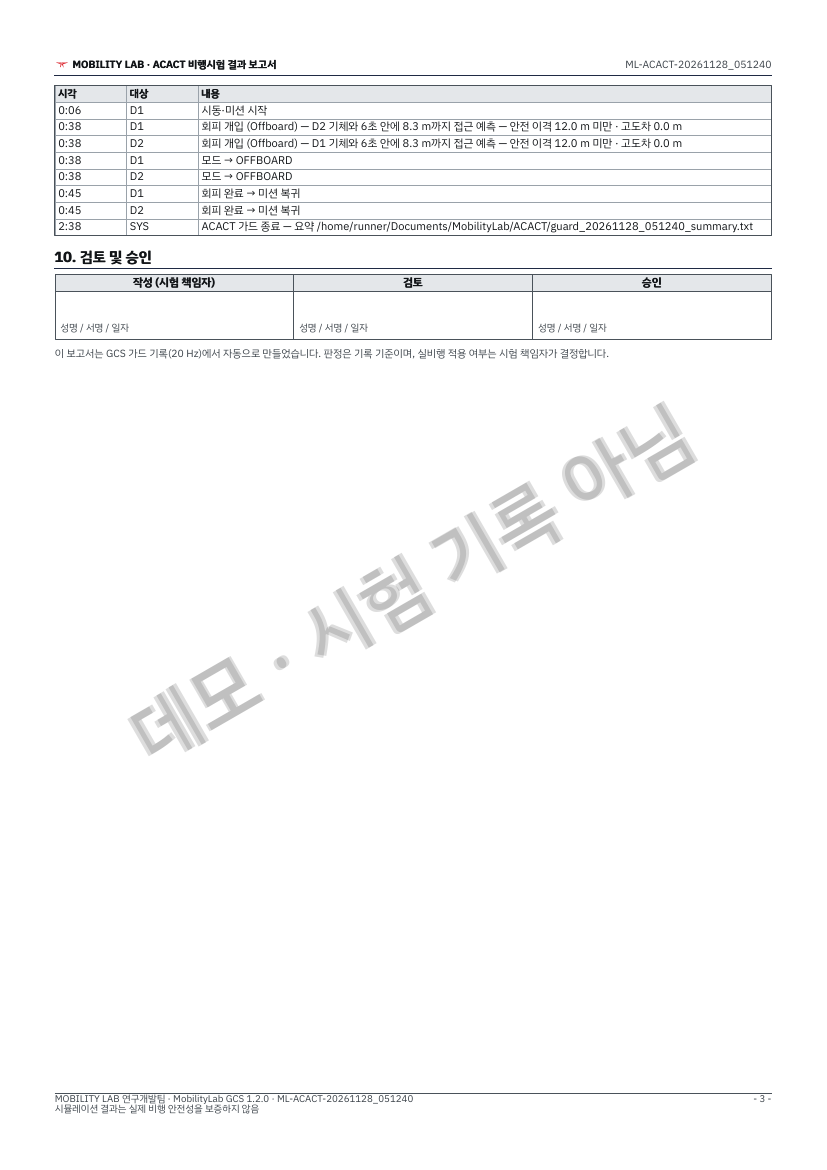 MOBILITY LAB · ACACT 비행시험 결과 보고서 ML-ACACT-20261128_051240
시각 대상 내용
0:06 D1 시동·미션 시작
0:38 D1 회피 개입 (Offboard) — D2 기체와 6초 안에 8.3 m까지 접근 예측 — 안전 이격 12.0 m 미만 · 고도차 0.0 m
0:38 D2 회피 개입 (Offboard) — D1 기체와 6초 안에 8.3 m까지 접근 예측 — 안전 이격 12.0 m 미만 · 고도차 0.0 m
0:38 D1 모드 → OFFBOARD
0:38 D2 모드 → OFFBOARD
0:45 D1 회피 완료 → 미션 복귀
0:45 D2 회피 완료 → 미션 복귀
2:38 SYS ACACT 가드 종료 — 요약 /home/runner/Documents/MobilityLab/ACACT/guard_20261128_051240_summary.txt
10. 검토 및 승인
작성 (시험 책임자) 검토 승인
성명 / 서명 / 일자 성명 / 서명 / 일자 성명 / 서명 / 일자
이 보고서는 GCS 가드 기록(20 Hz)에서 자동으로 만들었습니다. 판정은 기록 기준이며, 실비행 적용 여부는 시험 책임자가 결정합니다.
데모 · 시험 기록 아님
MOBILITY LAB 연구개발팀 · MobilityLab GCS 1.2.0 · ML-ACACT-20261128_051240 - 3 -
시뮬레이션 결과는 실제 비행 안전성을 보증하지 않음